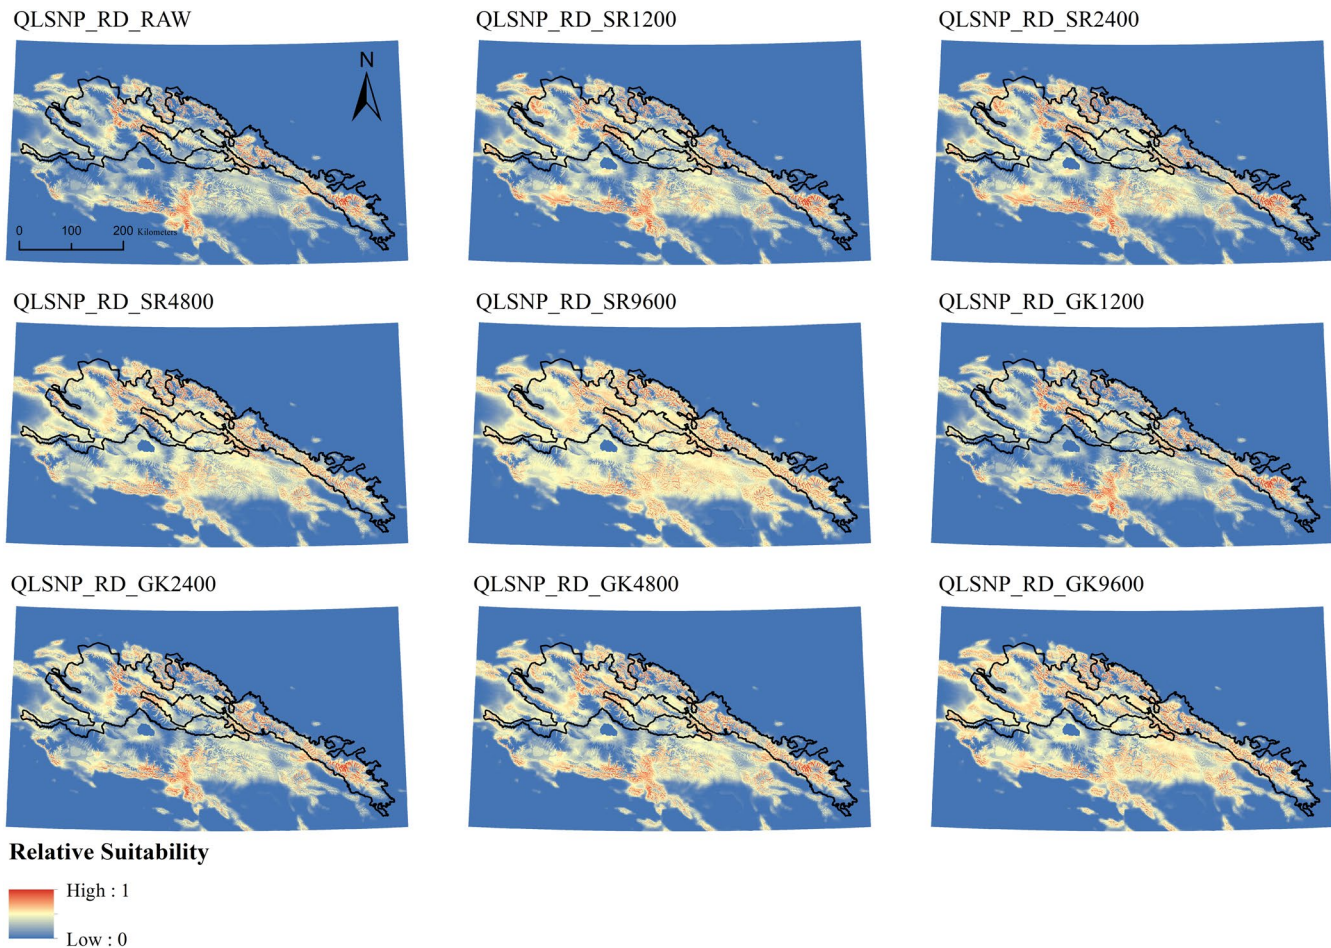 QLSNP_RD_RAW
QLSNP_RD_SR1200
QLSNP_RD_SR2400
N
0 100 200 Kilometers
QLSNP_RD_SR4800
QLSNP_RD_SR9600
QLSNP_RD_GK1200
QLSNP_RD_GK2400
QLSNP_RD_GK4800
QLSNP_RD_GK9600
Relative Suitability
High : 1
Low : 0